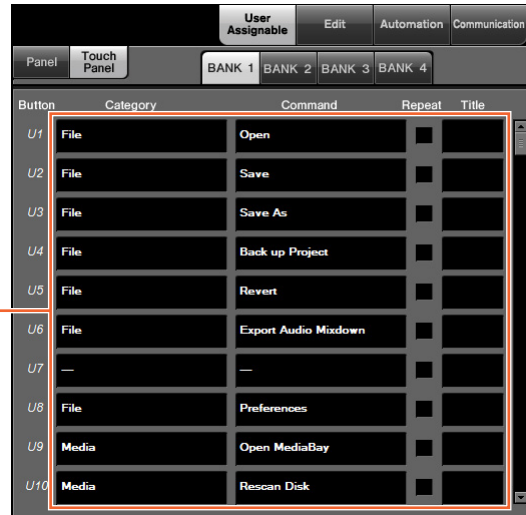 User Assignable Edit Automation Communication
Panel Touch Panel BANK 1 BANK 2 BANK 3 BANK 4
Button Category Command Repeat Title
U1 File Open
U2 File Save
U3 File Save As
U4 File Back up Project
U5 File Revert
U6 File Export Audio Mixdown
U7 — —
U8 File Preferences
U9 Media Open MediaBay
U10 Media Rescan Disk